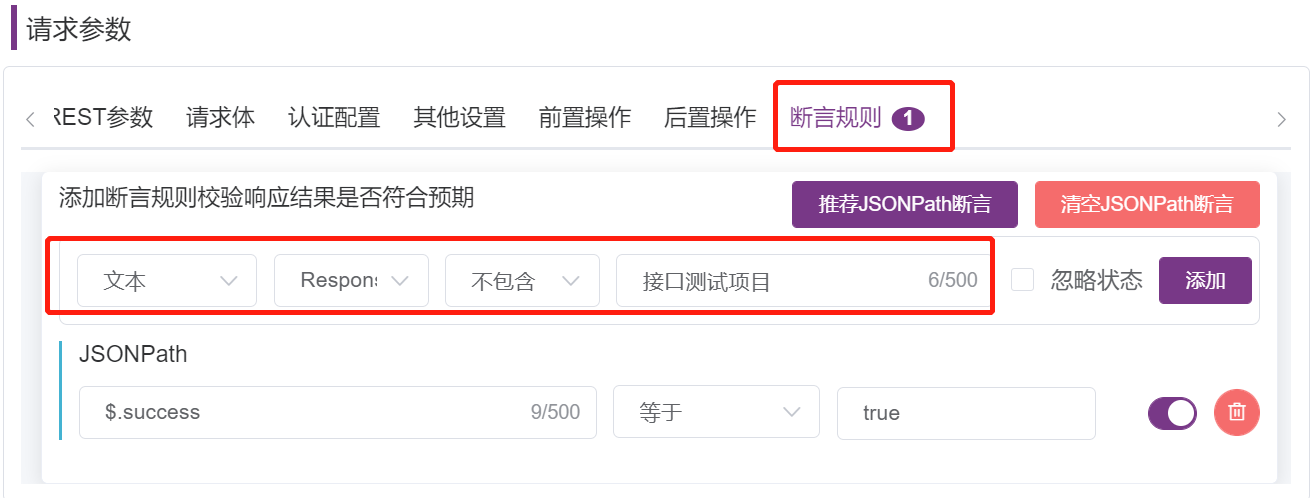 请求参数
REST参数 请求体 认证配置 其他设置 前置操作 后置操作 断言规则 1
添加断言规则校验响应结果是否符合预期 推荐JSONPath断言 清空JSONPath断言
文本 Respons 不包含 接口测试项目 6/500 忽略状态 添加
JSONPath
$.success 9/500 等于 true